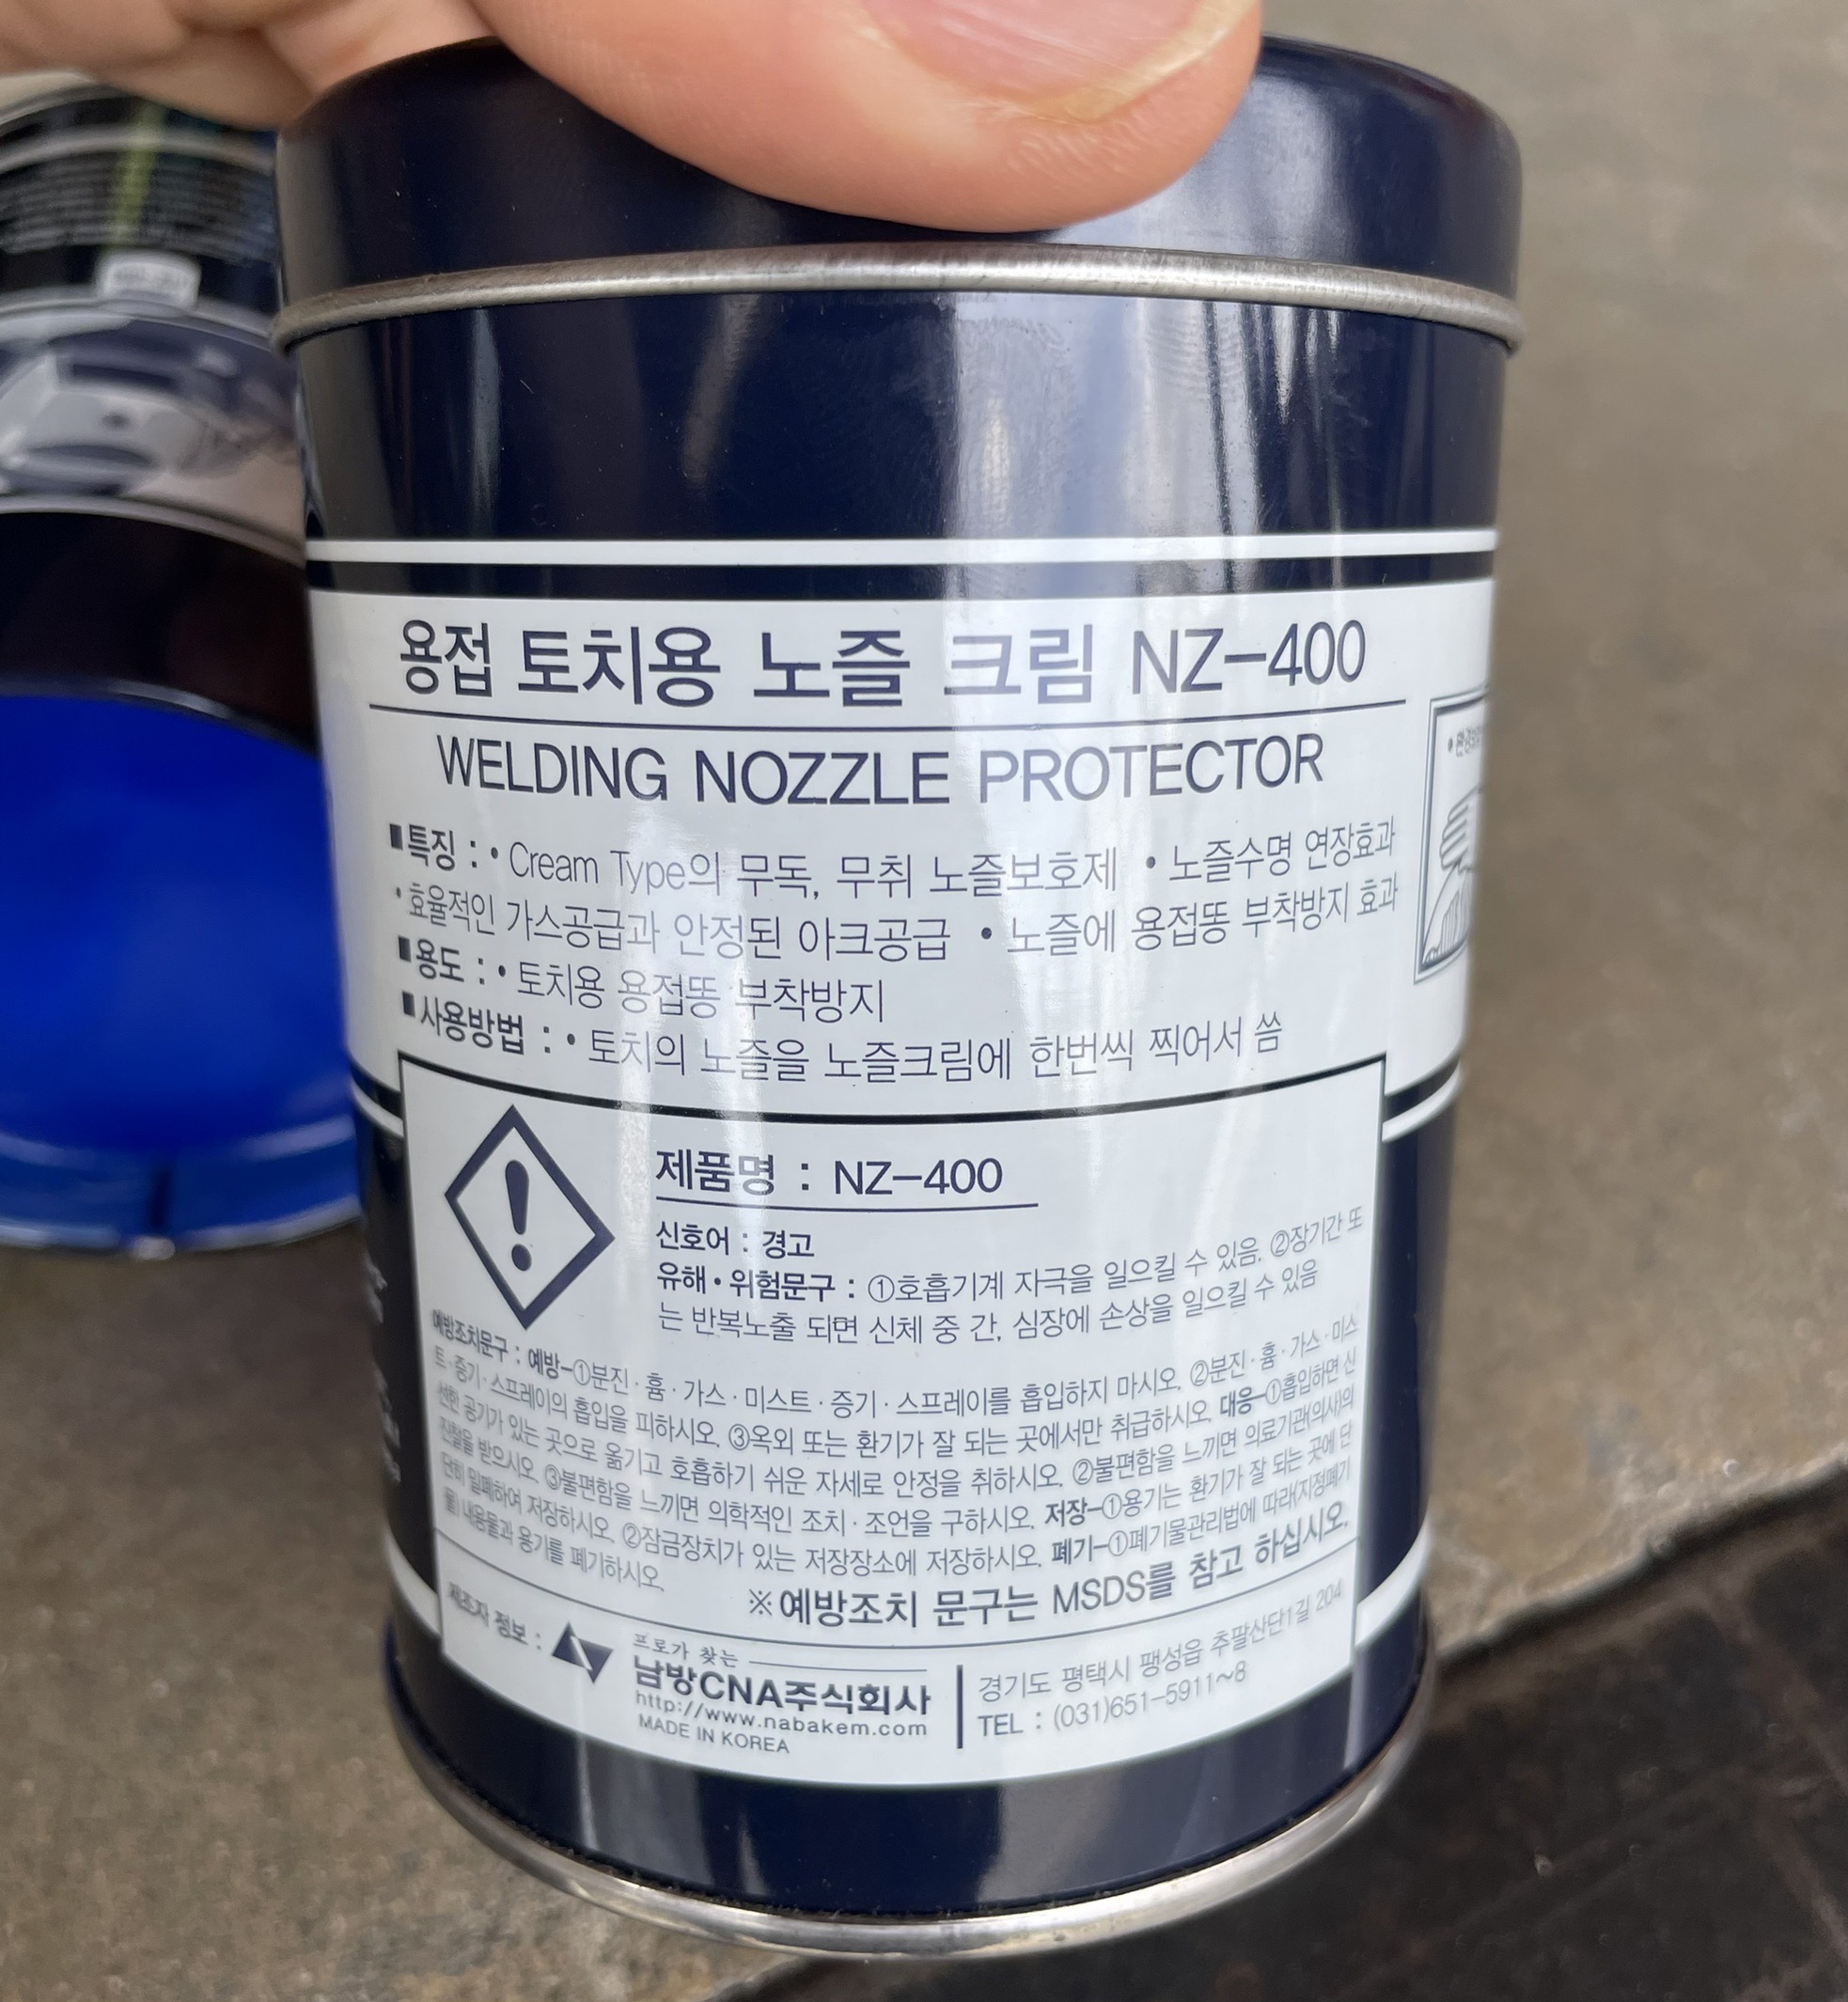 용접 토치용 노즐 크림 NZ-400
WELDING NOZZLE PROTECTOR
■특징 : • Cream Type의 무독, 무취 노즐보호제 • 노즐수명 연장효과
• 효율적인 가스공급과 안정된 아크공급 • 노즐에 용접똥 부착방지 효과
■용도 : • 토치용 용접똥 부착방지
■사용방법 : • 토치의 노즐을 노즐크림에 한번씩 찍어서 씀
제품명 : NZ-400
신호어 : 경고
유해 • 위험문구 : ①호흡기계 자극을 일으킬 수 있음. ②장기간 또
는 반복노출 되면 신체 중 간, 심장에 손상을 일으킬 수 있음
예방조치문구 : 예방-①분진 · 흄 · 가스 · 미스트 · 증기 · 스프레이를 흡입하지 마시오. ②분진 · 흄 · 가스 · 미스
트 · 증기 · 스프레이의 흡입을 피하시오. ③옥외 또는 환기가 잘 되는 곳에서만 취급하시오. 대응-①흡입하면 신
선한 공기가 있는 곳으로 옮기고 호흡하기 쉬운 자세로 안정을 취하시오. ②불편함을 느끼면 의료기관(의사)의
진찰을 받으시오. ③불편함을 느끼면 의학적인 조치 · 조언을 구하시오. 저장-①용기는 환기가 잘 되는 곳에 단
단히 밀폐하여 저장하시오. ②잠금장치가 있는 저장장소에 저장하시오. 폐기-①폐기물관리법에 따라(지정폐기
물) 내용물과 용기를 폐기하시오.
※예방조치 문구는 MSDS를 참고 하십시오.
제조자 정보 :
프로가 찾는
남방CNA주식회사
http://www.nabakem.com
MADE IN KOREA
경기도 평택시 팽성읍 추팔산단1길 204
TEL : (031)651-5911~8